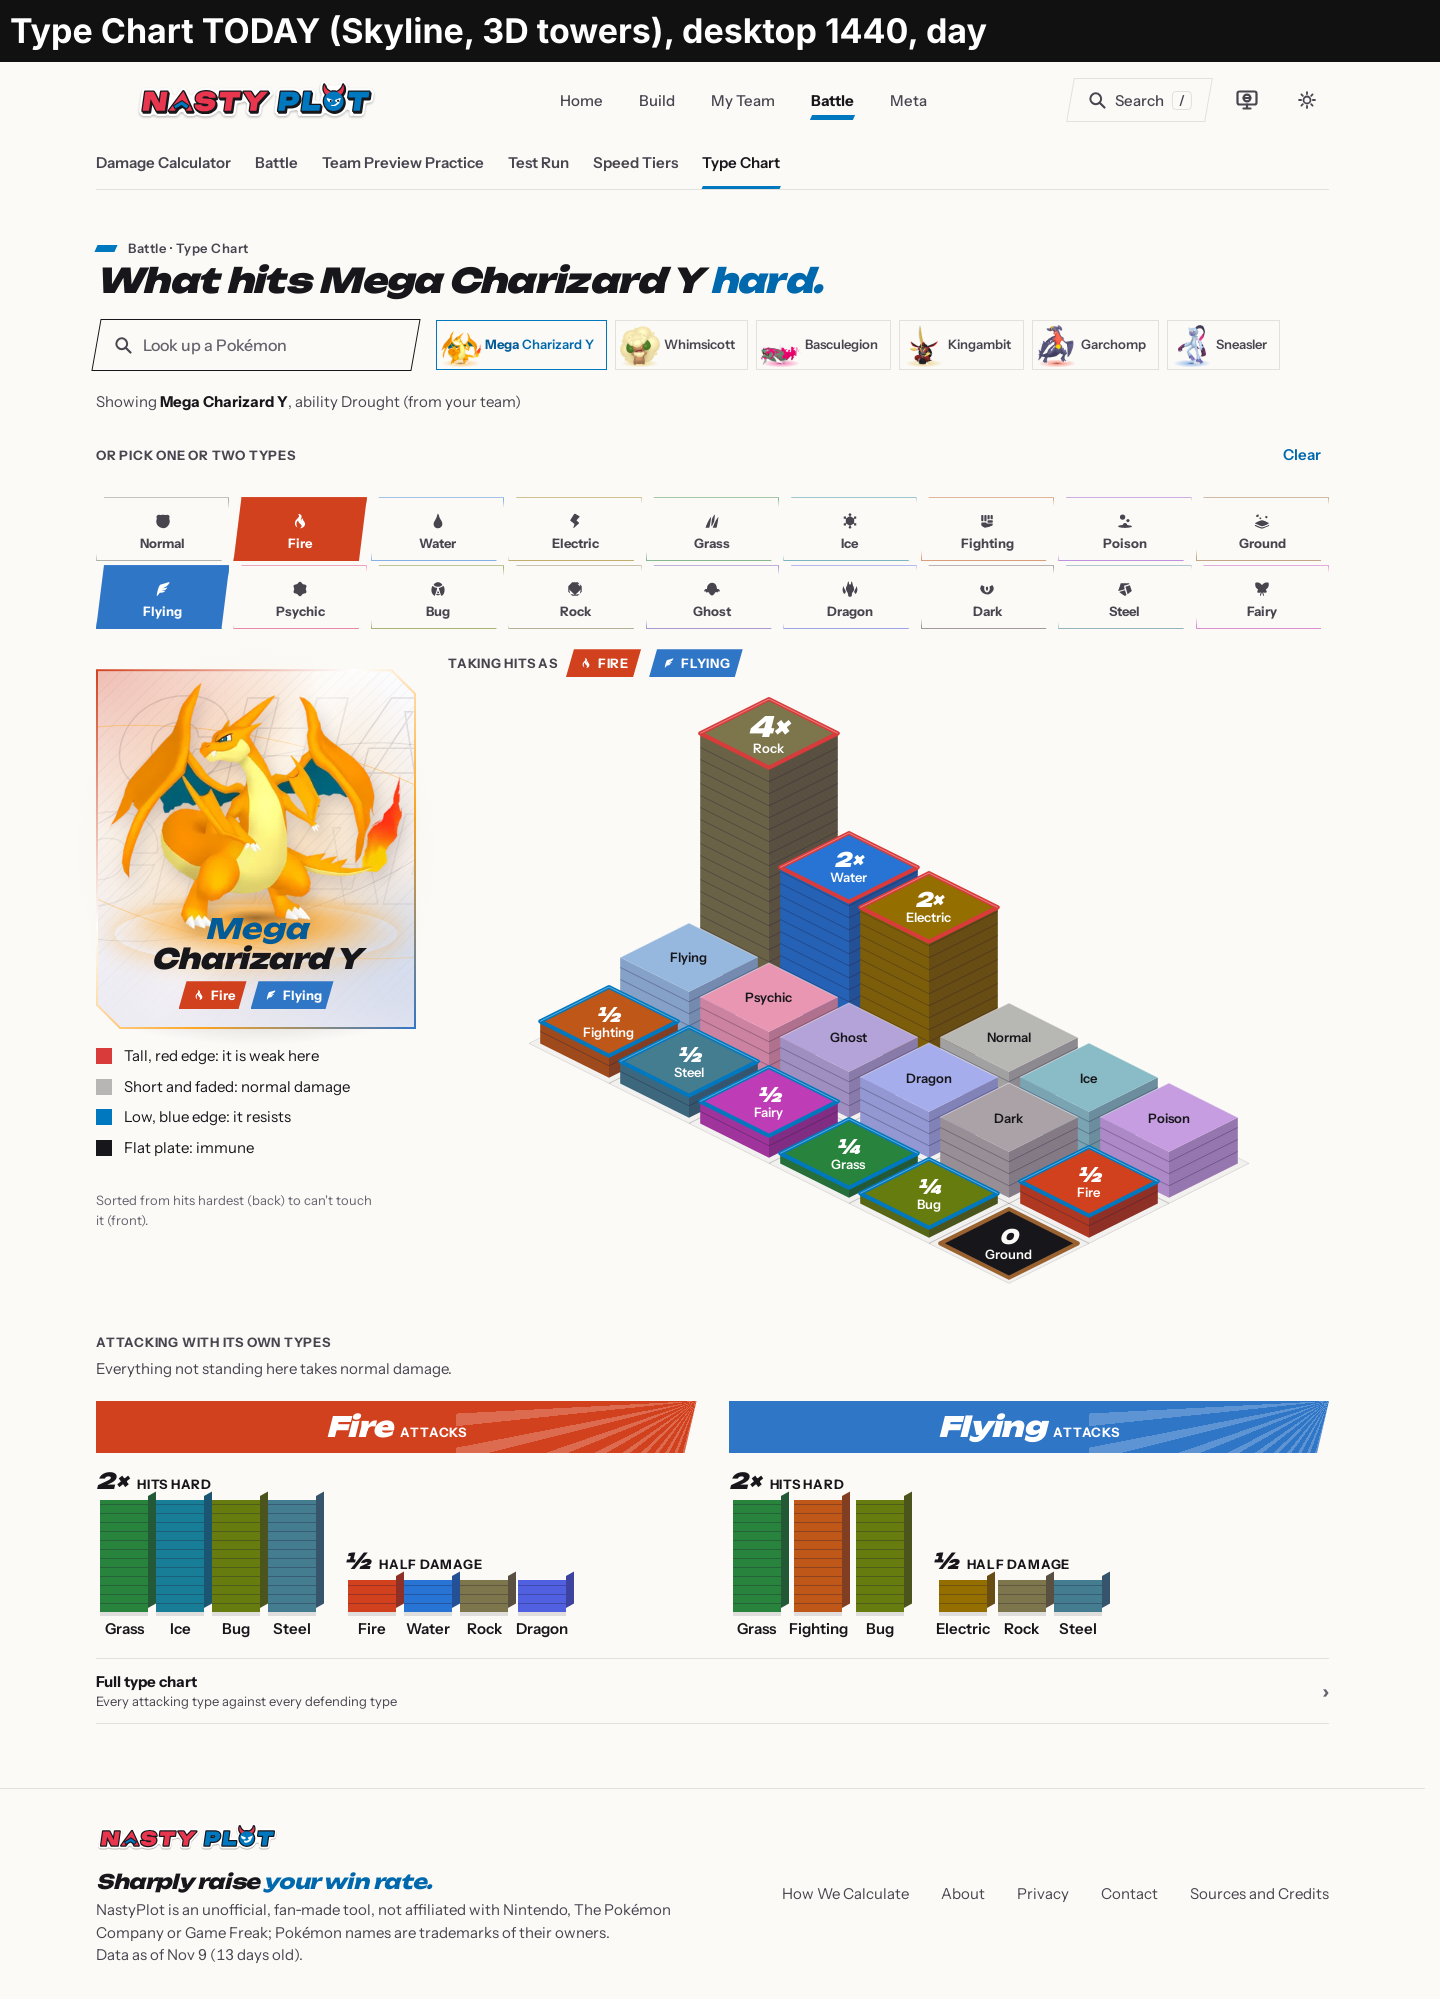 Type Chart TODAY (Skyline, 3D towers), desktop 1440, day
NASTY PLOT
Home Build My Team Battle Meta
Search /
Damage Calculator Battle Team Preview Practice Test Run Speed Tiers Type Chart
Battle · Type Chart
What hits Mega Charizard Y hard.
Look up a Pokémon
Mega Charizard Y Whimsicott Basculegion Kingambit Garchomp Sneasler
Showing Mega Charizard Y, ability Drought (from your team)
OR PICK ONE OR TWO TYPES
Clear
Normal Fire Water Electric Grass Ice Fighting Poison Ground
Flying Psychic Bug Rock Ghost Dragon Dark Steel Fairy
TAKING HITS AS FIRE FLYING
Mega
Charizard Y
Fire Flying
Tall, red edge: it is weak here
Short and faded: normal damage
Low, blue edge: it resists
Flat plate: immune
Sorted from hits hardest (back) to can't touch
it (front).
4×
Rock
2×
Water
2×
Electric
Flying
Psychic
Ghost
Normal
½
Fighting
½
Steel
Dragon
Ice
½
Fairy
Dark
Poison
¼
Grass
¼
Bug
½
Fire
0
Ground
ATTACKING WITH ITS OWN TYPES
Everything not standing here takes normal damage.
Fire ATTACKS
2× HITS HARD
½ HALF DAMAGE
Grass Ice Bug Steel Fire Water Rock Dragon
Flying ATTACKS
2× HITS HARD
½ HALF DAMAGE
Grass Fighting Bug Electric Rock Steel
Full type chart
Every attacking type against every defending type
›
NASTY PLOT
Sharply raise your win rate.
NastyPlot is an unofficial, fan-made tool, not affiliated with Nintendo, The Pokémon
Company or Game Freak; Pokémon names are trademarks of their owners.
Data as of Nov 9 (13 days old).
How We Calculate About Privacy Contact Sources and Credits